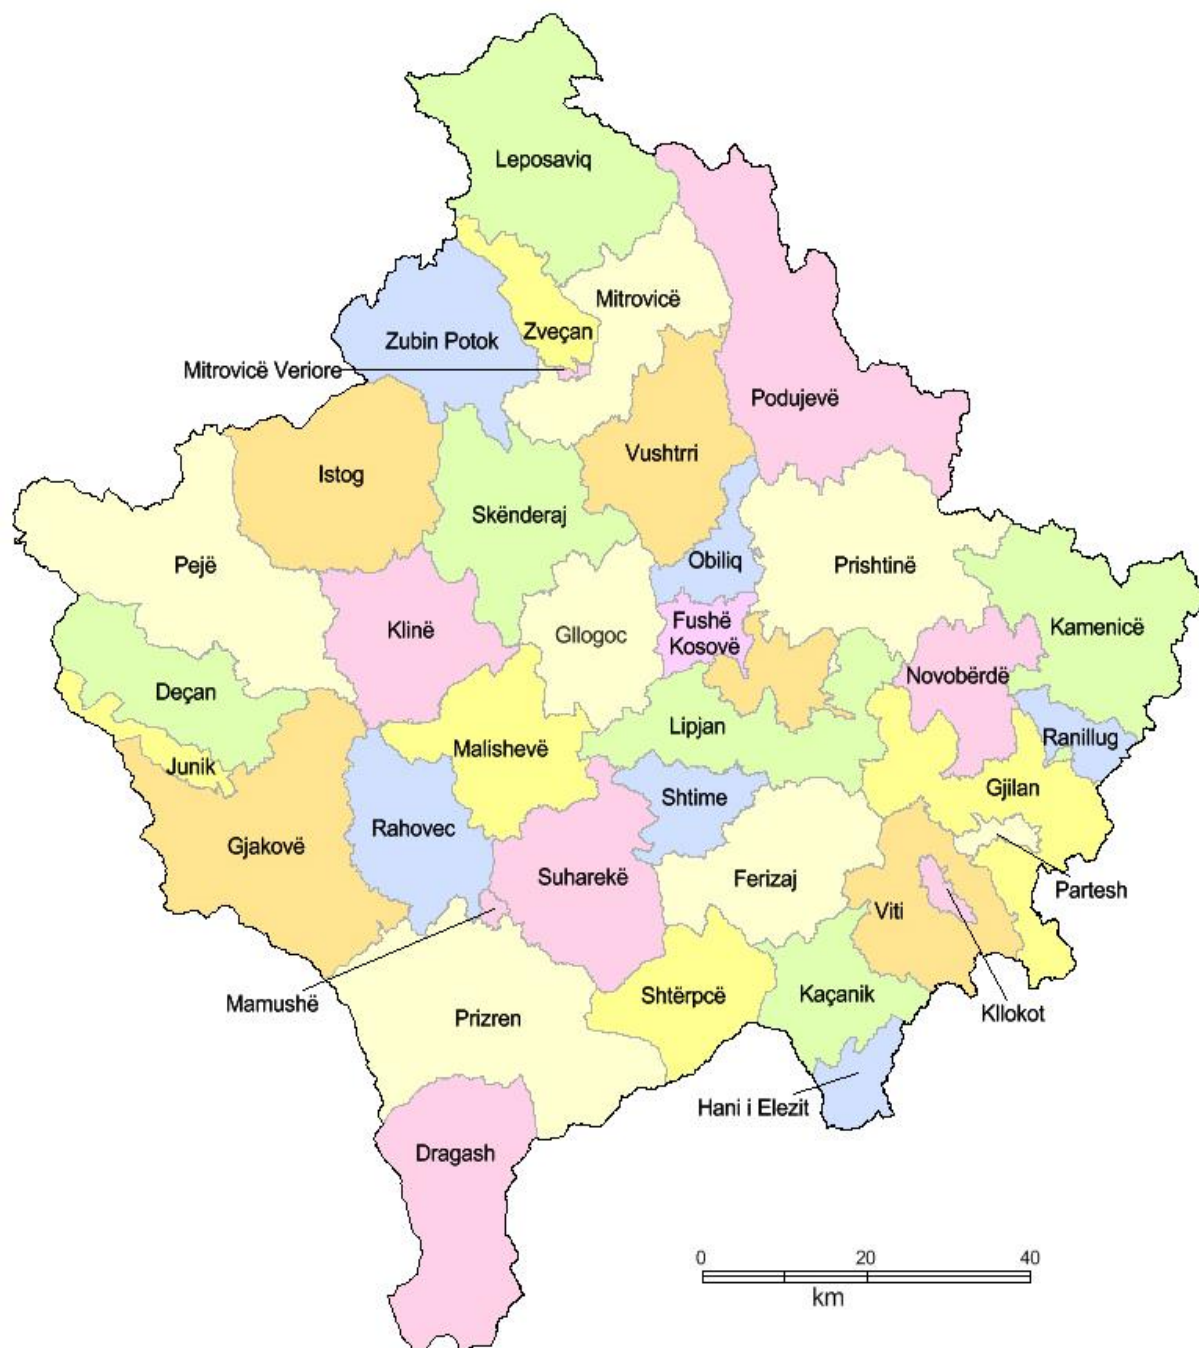 Leposaviq
Mitrovicë
Zubin Potok
Zveçan
Mitrovicë Veriore
Podujevë
Istog
Vushtrri
Skënderaj
Pejë
Obiliq
Prishtinë
Klinë
Gllogoc
Fushë
Kosovë
Kamenicë
Deçan
Novobërdë
Lipjan
Malishevë
Ranillug
Junik
Shtime
Gjilan
Rahovec
Gjakovë
Suharekë
Ferizaj
Partesh
Viti
Mamushë
Prizren
Shtërpcë
Kaçanik
Kllokot
Hani i Elezit
Dragash
0 20 40
km